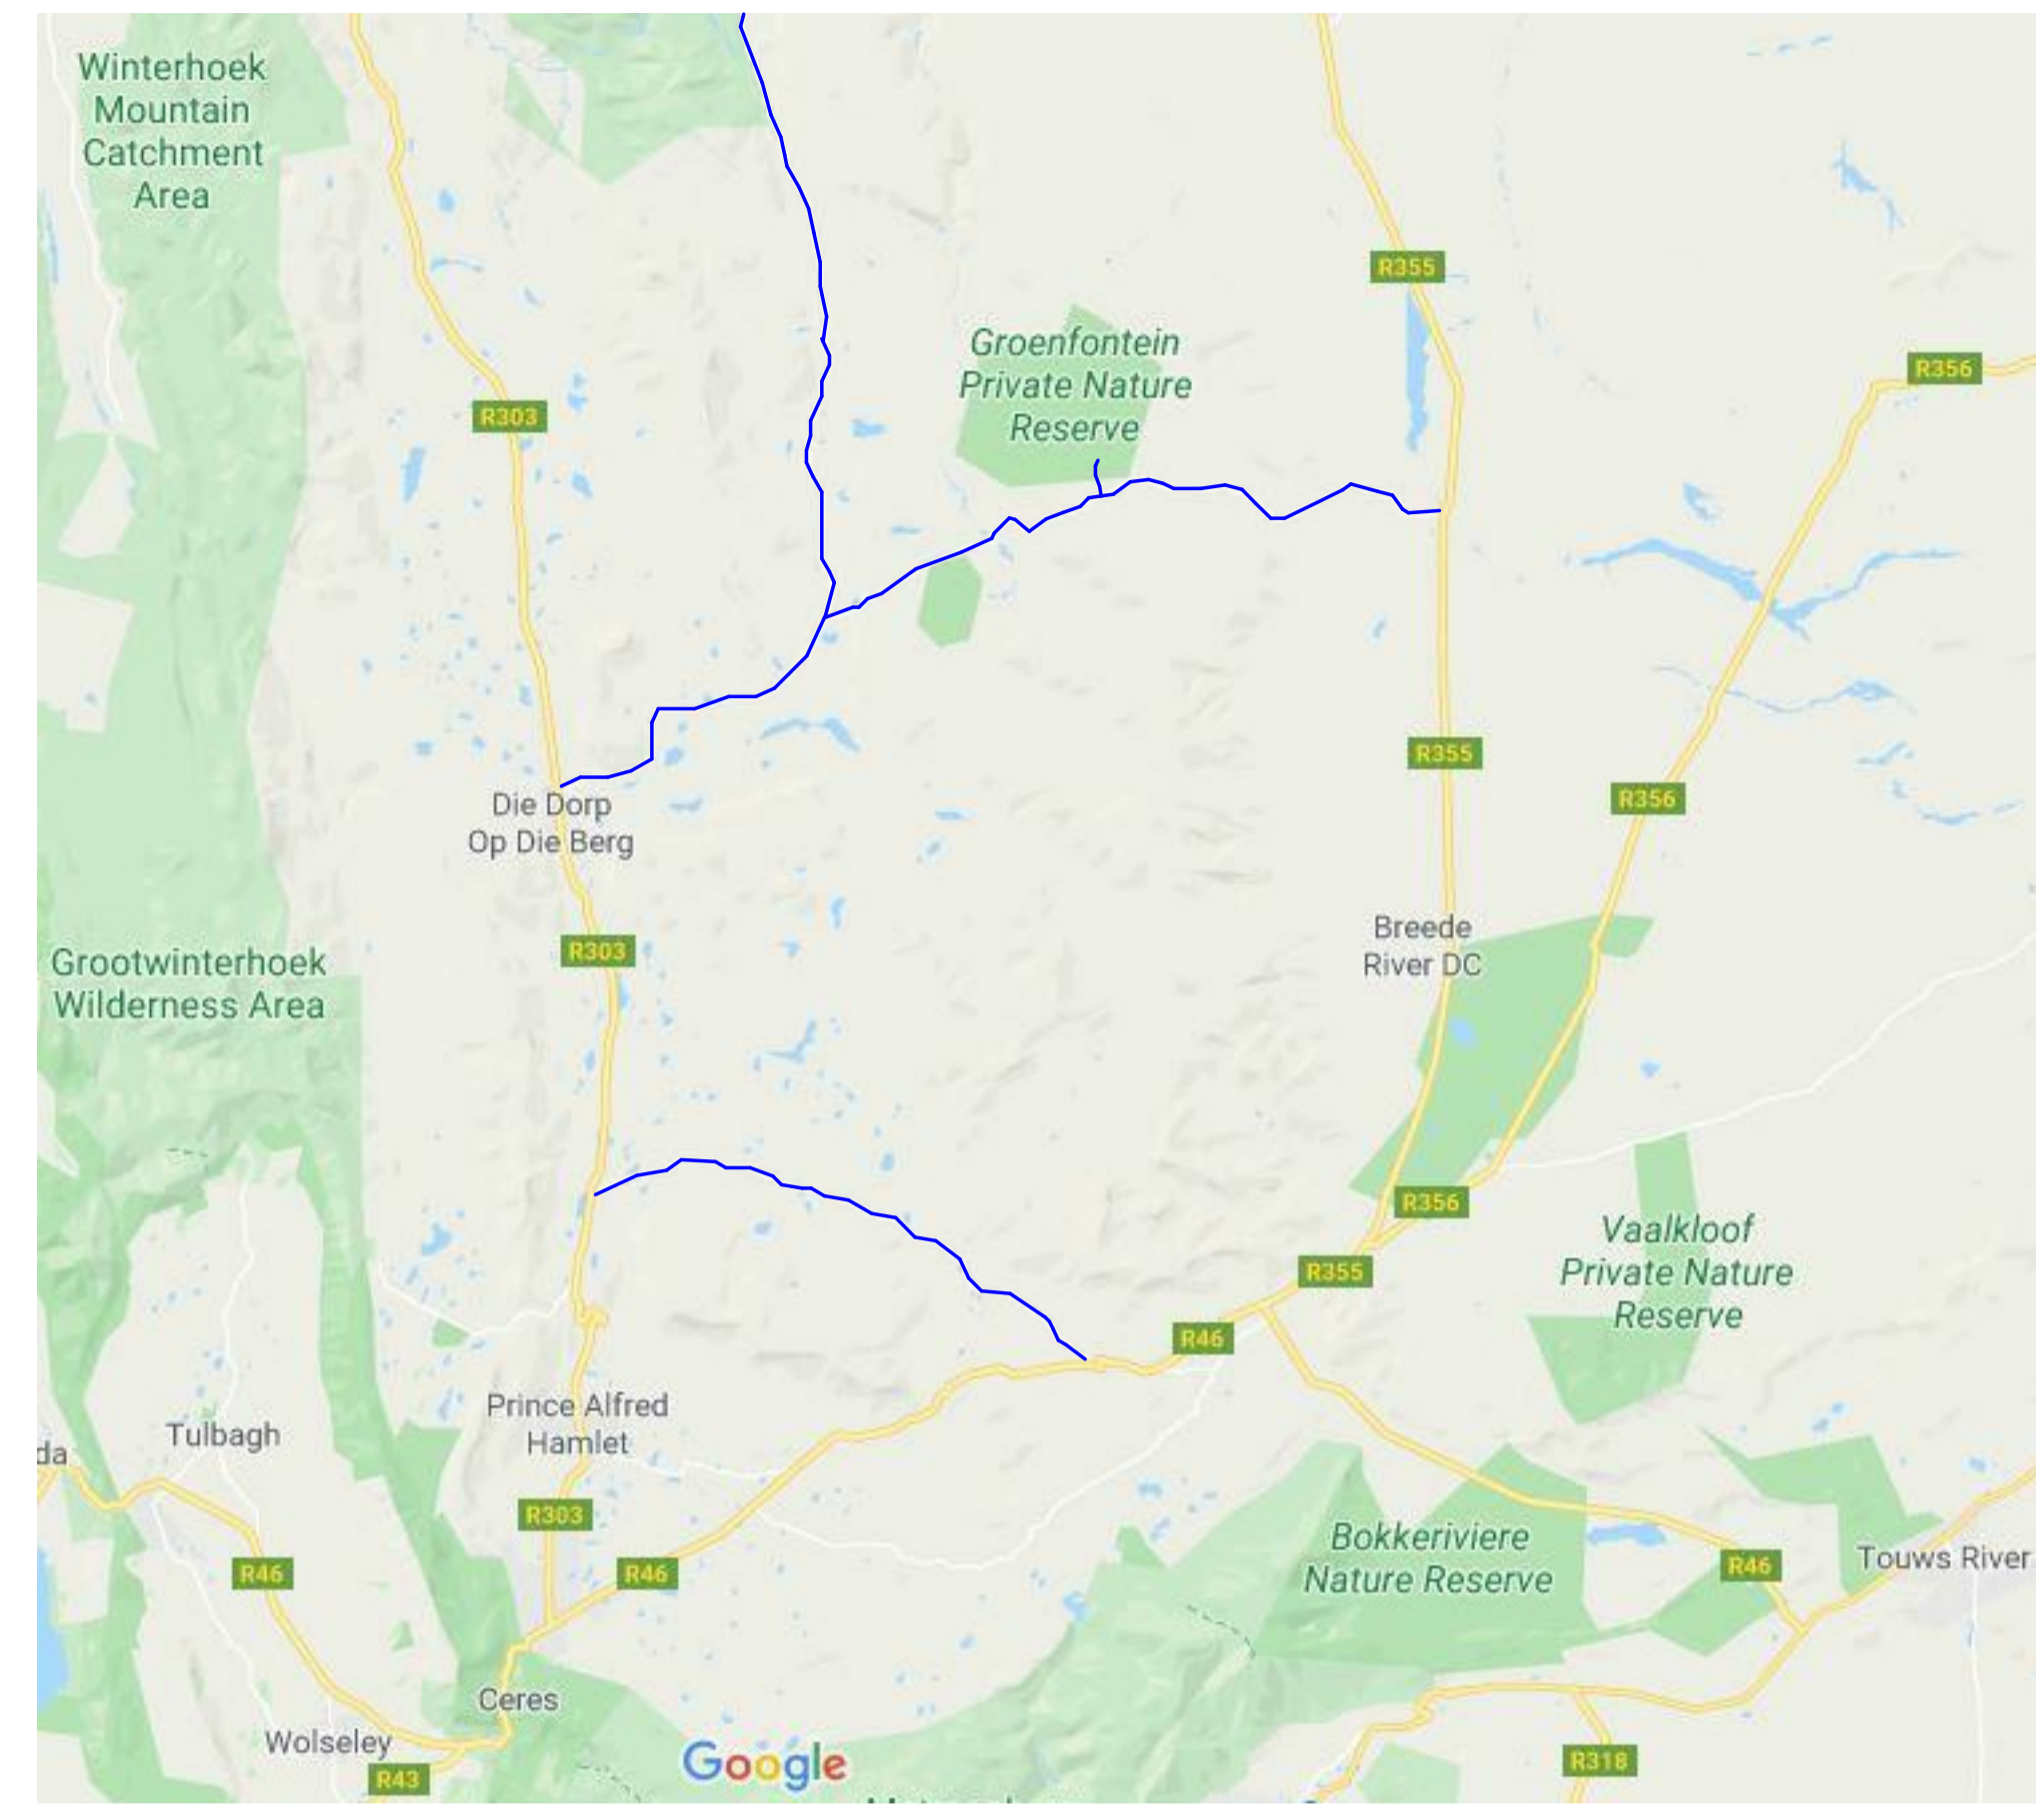 Winterhoek
Mountain
Catchment
Area
R355
Groenfontein
Private Nature
Reserve
R356
R303
R355
R356
Die Dorp
Op Die Berg
Breede
River DC
R303
Grootwinterhoek
Wilderness Area
R356
Vaalkloof
Private Nature
Reserve
R355
R46
Prince Alfred
Hamlet
Tulbagh
da
R303
Bokkeriviere
Nature Reserve
R46
R46
R46
Touws River
Ceres
Wolseley
Google
R43
R318